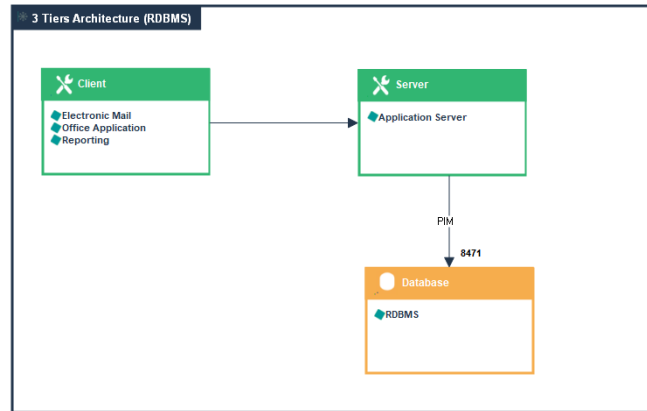 3 Tiers Architecture (RDBMS)
Client
Electronic Mail
Office Application
Reporting
Server
Application Server
PIM
8471
Database
RDBMS